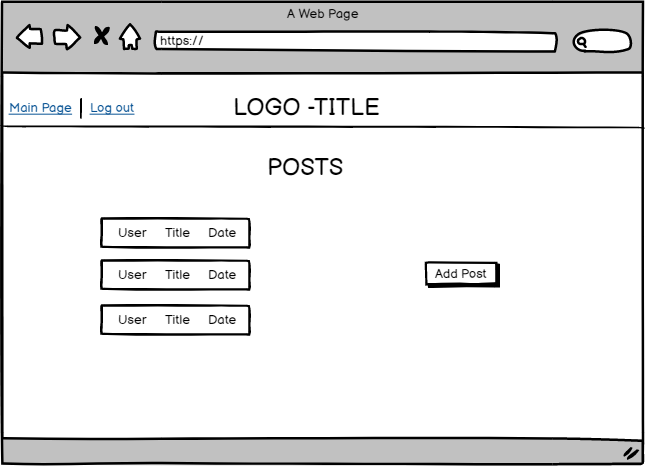 A Web Page
https://
Main Page | Log out
LOGO -TITLE
POSTS
User Title Date
User Title Date
Add Post
User Title Date